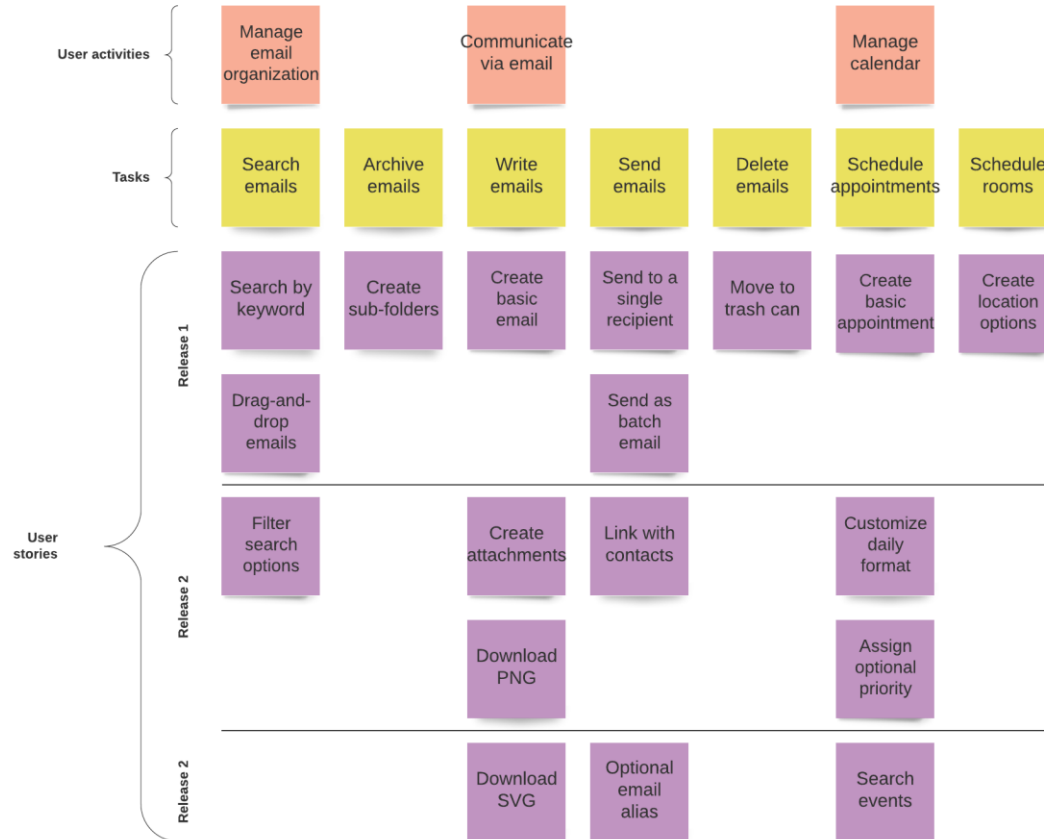 User activities
Manage
email
organization
Communicate
via email
Manage
calendar
Tasks
Search
emails
Archive
emails
Write
emails
Send
emails
Delete
emails
Schedule
appointments
Schedule
rooms
User
stories
Release 1
Search by
keyword
Create
sub-folders
Create
basic
email
Send to a
single
recipient
Move to
trash can
Create
basic
appointment
Create
location
options
Drag-and-
drop
emails
Send as
batch
email
Release 2
Filter
search
options
Create
attachments
Link with
contacts
Customize
daily
format
Download
PNG
Assign
optional
priority
Release 2
Download
SVG
Optional
email
alias
Search
events